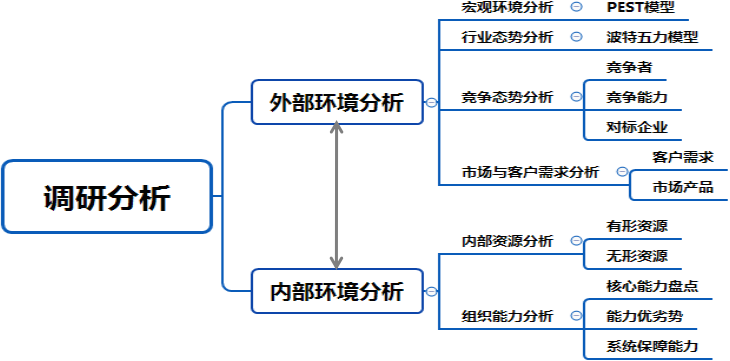 调研分析
外部环境分析
宏观环境分析
PEST模型
行业态势分析
波特五力模型
竞争态势分析
竞争者
竞争能力
对标企业
市场与客户需求分析
客户需求
市场产品
内部环境分析
内部资源分析
有形资源
无形资源
组织能力分析
核心能力盘点
能力优劣势
系统保障能力